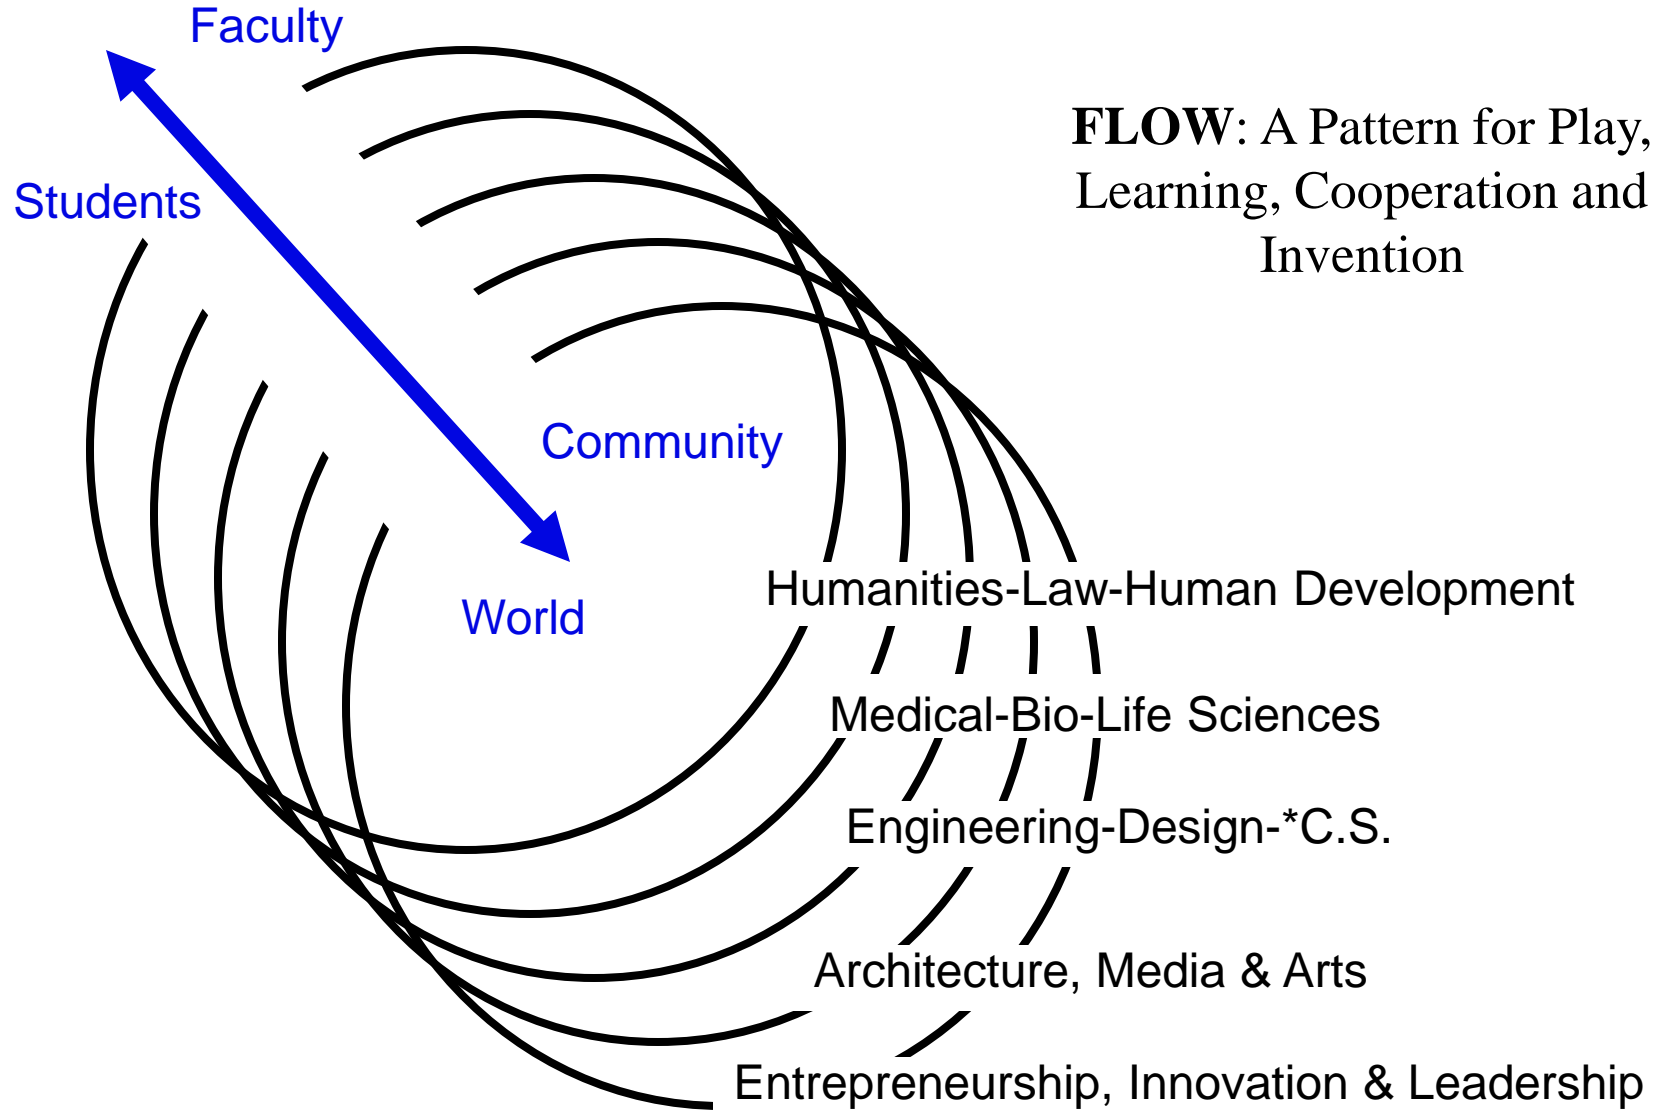 Faculty
FLOW: A Pattern for Play,
Learning, Cooperation and
Invention
Students
Community
World
Humanities-Law-Human Development
Medical-Bio-Life Sciences
Engineering-Design-*C.S.
Architecture, Media & Arts
Entrepreneurship, Innovation & Leadership